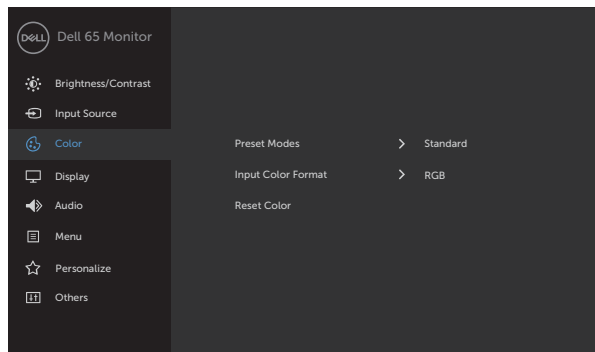 DELL Dell 65 Monitor
Brightness/Contrast
Input Source
Color
Preset Modes Standard
Input Color Format RGB
Reset Color
Display
Audio
Menu
Personalize
Others